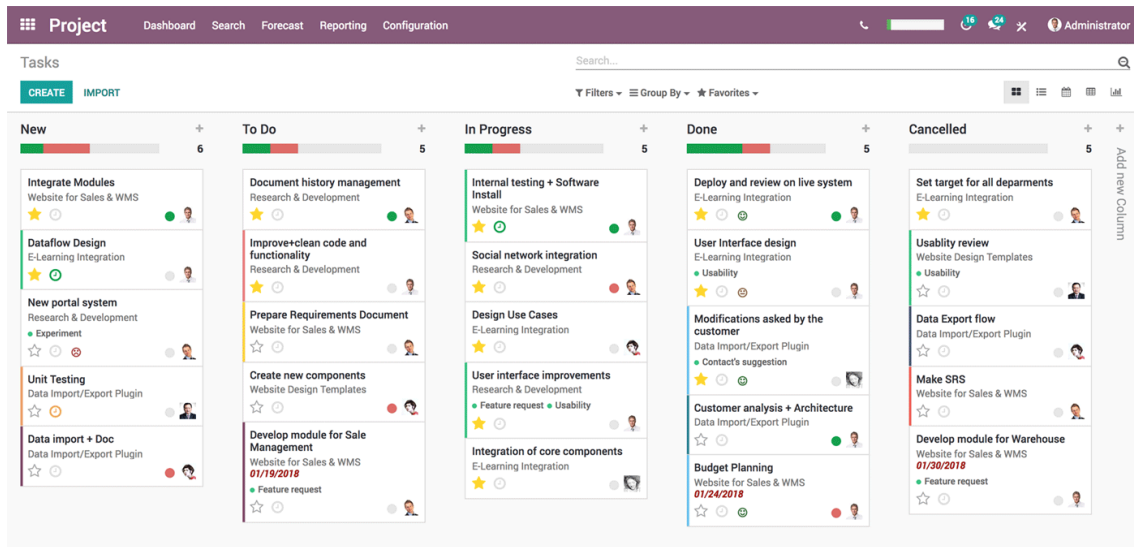 Project
Dashboard
Search
Forecast
Reporting
Configuration
16
24
Administrator
Tasks
Search...
CREATE
IMPORT
Filters
Group By
Favorites
New
+
6
Integrate Modules
Website for Sales & WMS
Dataflow Design
E-Learning Integration
New portal system
Research & Development
Experiment
Unit Testing
Data Import/Export Plugin
Data import + Doc
Data Import/Export Plugin
To Do
+
5
Document history management
Research & Development
Improve+clean code and
functionality
Research & Development
Prepare Requirements Document
Website for Sales & WMS
Create new components
Website Design Templates
Develop module for Sale
Management
Website for Sales & WMS
01/19/2018
Feature request
In Progress
+
5
Internal testing + Software
Install
Website for Sales & WMS
Social network integration
Research & Development
Design Use Cases
E-Learning Integration
User interface improvements
Research & Development
Feature request Usability
Integration of core components
E-Learning Integration
Done
+
5
Deploy and review on live system
E-Learning Integration
User Interface design
E-Learning Integration
Usability
Modifications asked by the
customer
Data Import/Export Plugin
Contact's suggestion
Customer analysis + Architecture
Data Import/Export Plugin
Budget Planning
Website for Sales & WMS
01/24/2018
Cancelled
+
5
Set target for all deparments
E-Learning Integration
Usablity review
Website Design Templates
Usability
Data Export flow
Data Import/Export Plugin
Make SRS
Website for Sales & WMS
Develop module for Warehouse
Website for Sales & WMS
01/30/2018
Feature request
+
Add new Column